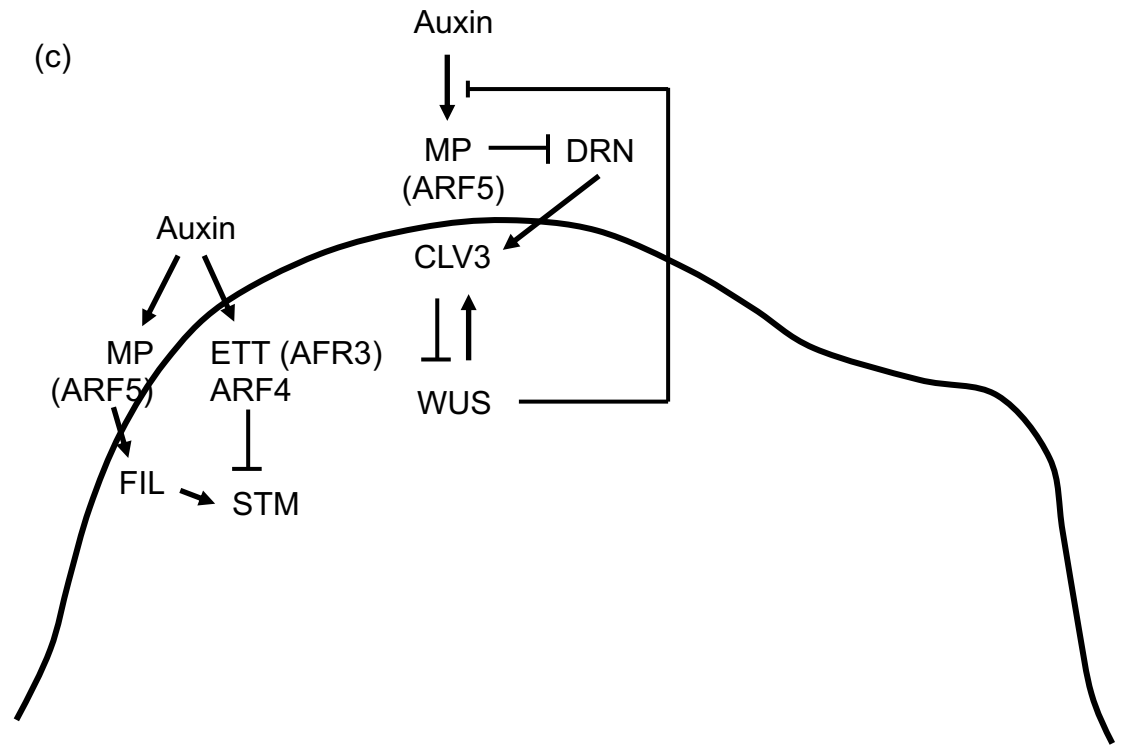 (c)
Auxin
MP
(ARF5)
DRN
Auxin
CLV3
MP
(ARF5)
ETT (AFR3)
ARF4
WUS
FIL
STM